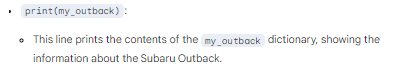 • print(my_outback) :
◦ This line prints the contents of the my_outback dictionary, showing the
information about the Subaru Outback.